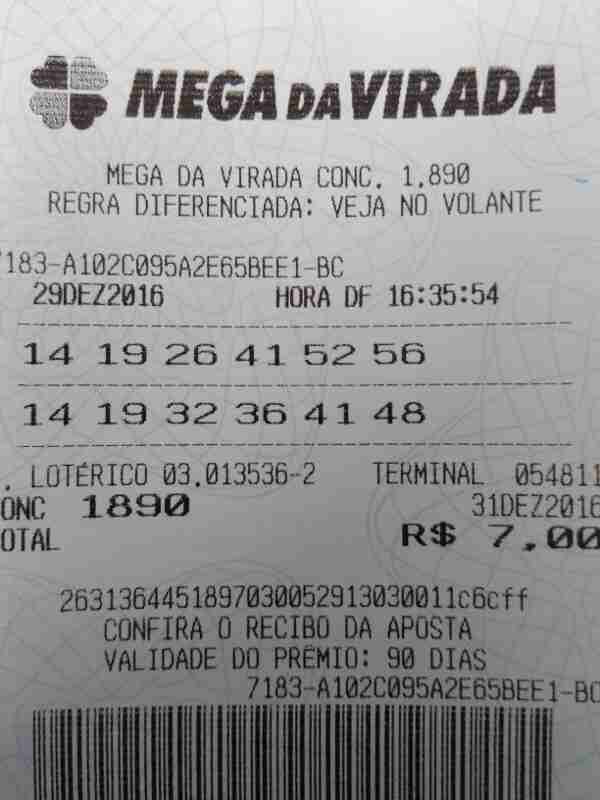 MEGA DA VIRADA
MEGA DA VIRADA CONC. 1.890
REGRA DIFERENCIADA: VEJA NO VOLANTE
7183-A102C095A2E65BEE1-BC
29DEZ2016 HORA DF 16:35:54
14 19 26 41 52 56
14 19 32 36 41 48
. LOTÉRICO 03.013536-2 TERMINAL 054811
ONC 1890 31DEZ2016
OTAL R$ 7,00
263136445189703005291303​0011c6cff
CONFIRA O RECIBO DA APOSTA
VALIDADE DO PRÊMIO: 90 DIAS
7183-A102C095A2E65BEE1-BC